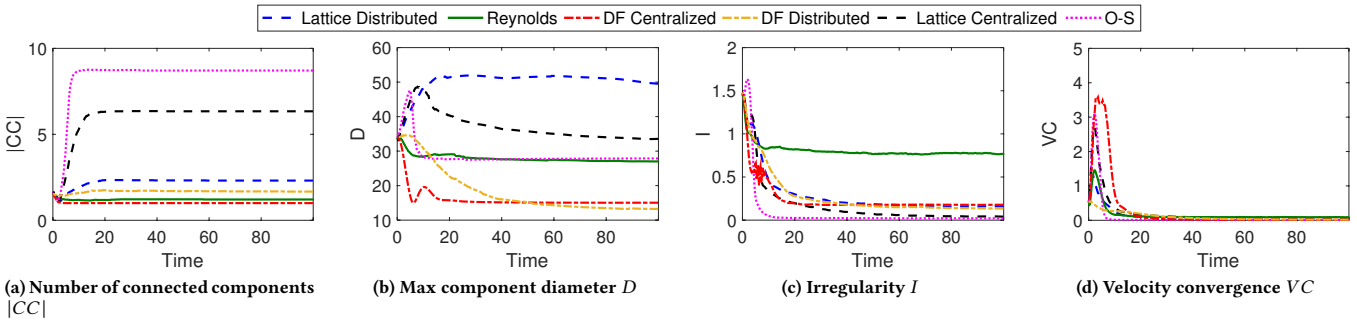 Lattice Distributed Reynolds DF Centralized DF Distributed Lattice Centralized O-S
10
5
0
|CC|
0 20 40 60 80
Time
(a) Number of connected components
|CC|
60
50
40
30
20
10
D
0 20 40 60 80
Time
(b) Max component diameter D
2
1.5
1
0.5
0
I
0 20 40 60 80
Time
(c) Irregularity I
5
4
3
2
1
0
VC
0 20 40 60 80
Time
(d) Velocity convergence VC